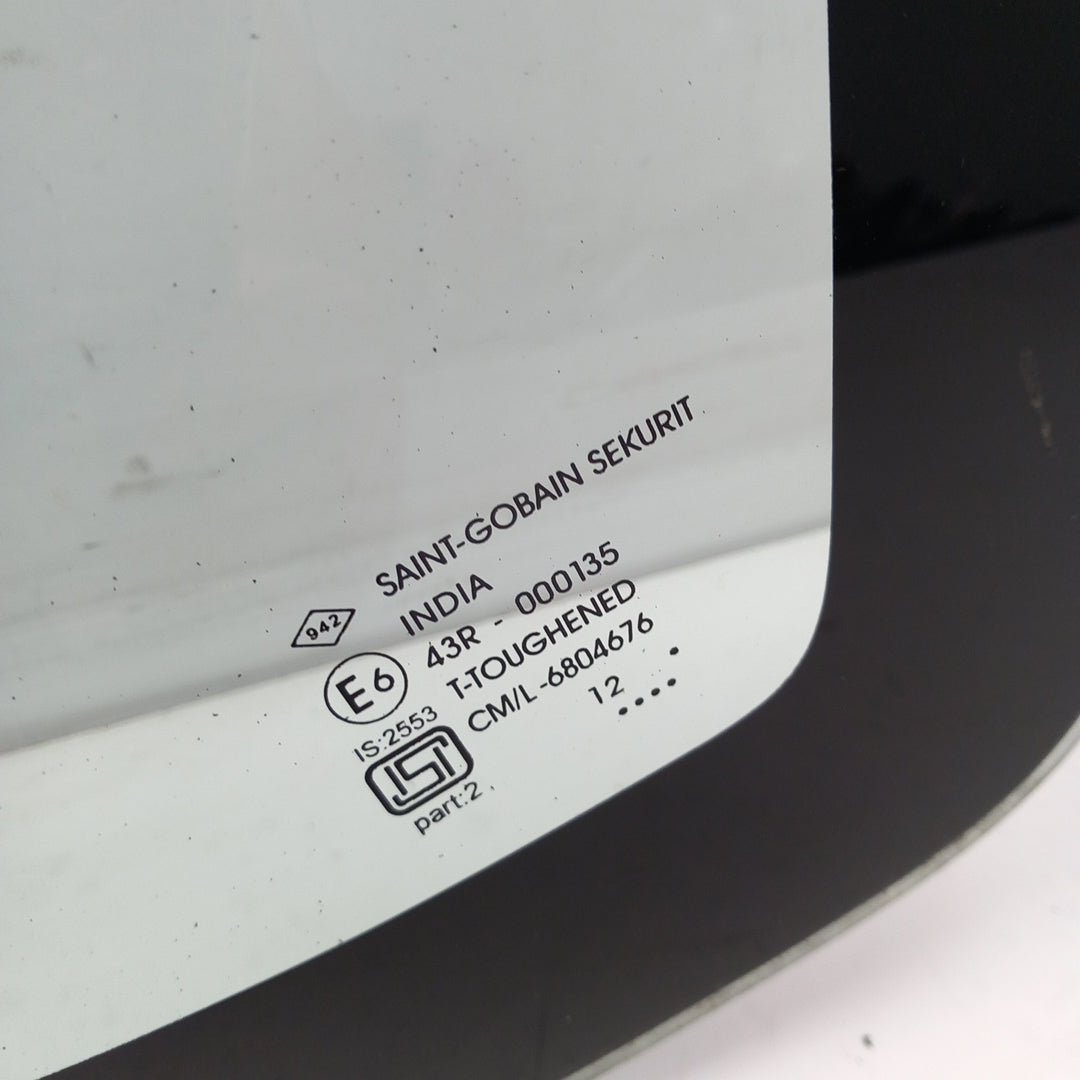 SAINT-GOBAIN SEKURIT
INDIA
942
43R - 000135
E6
T-TOUGHENED
CM/L-6804676
12
IS:2553
ISI
part:2